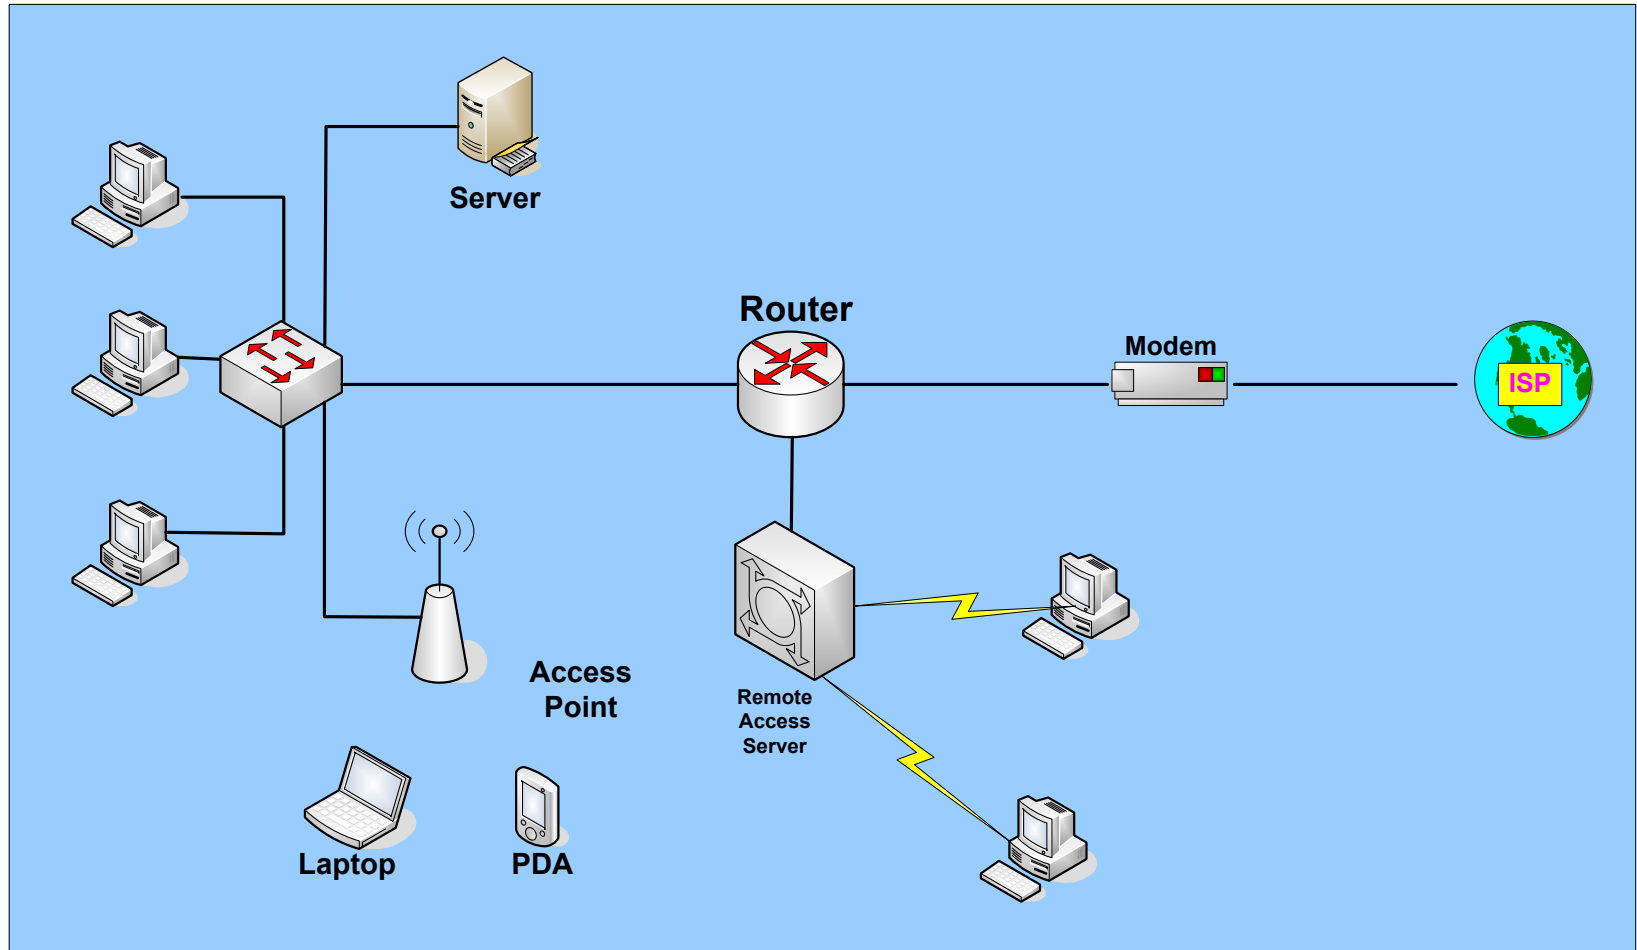 Server
Router
Modem
ISP
Access
Point
Remote
Access
Server
Laptop
PDA